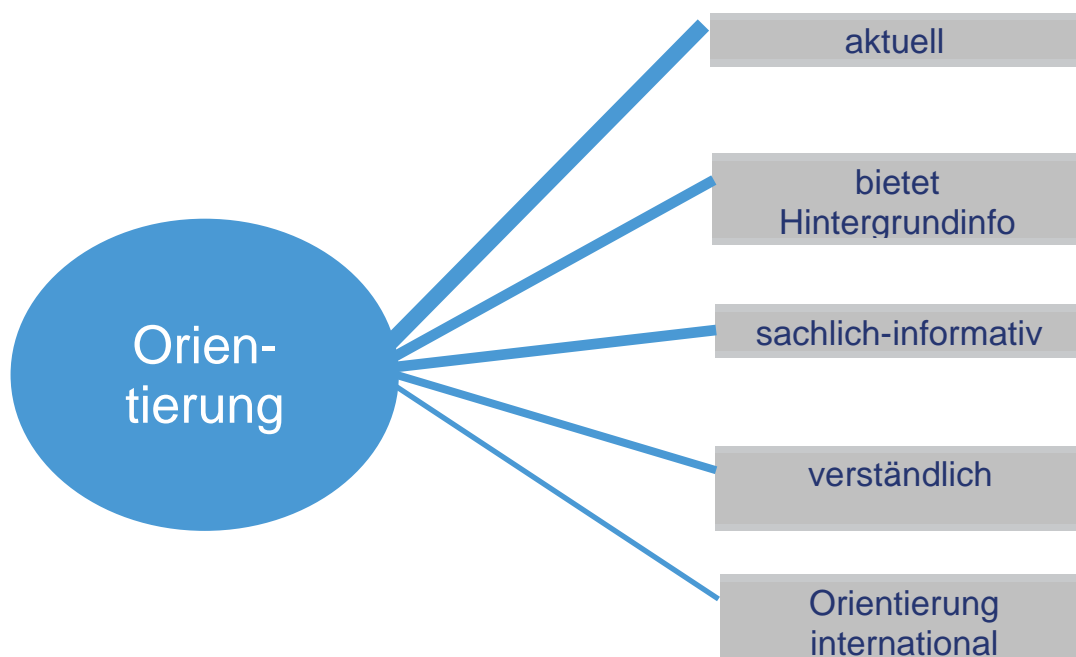 aktuell
bietet
Hintergrundinfo
sachlich-informativ
Orien-
tierung
verständlich
Orientierung
international